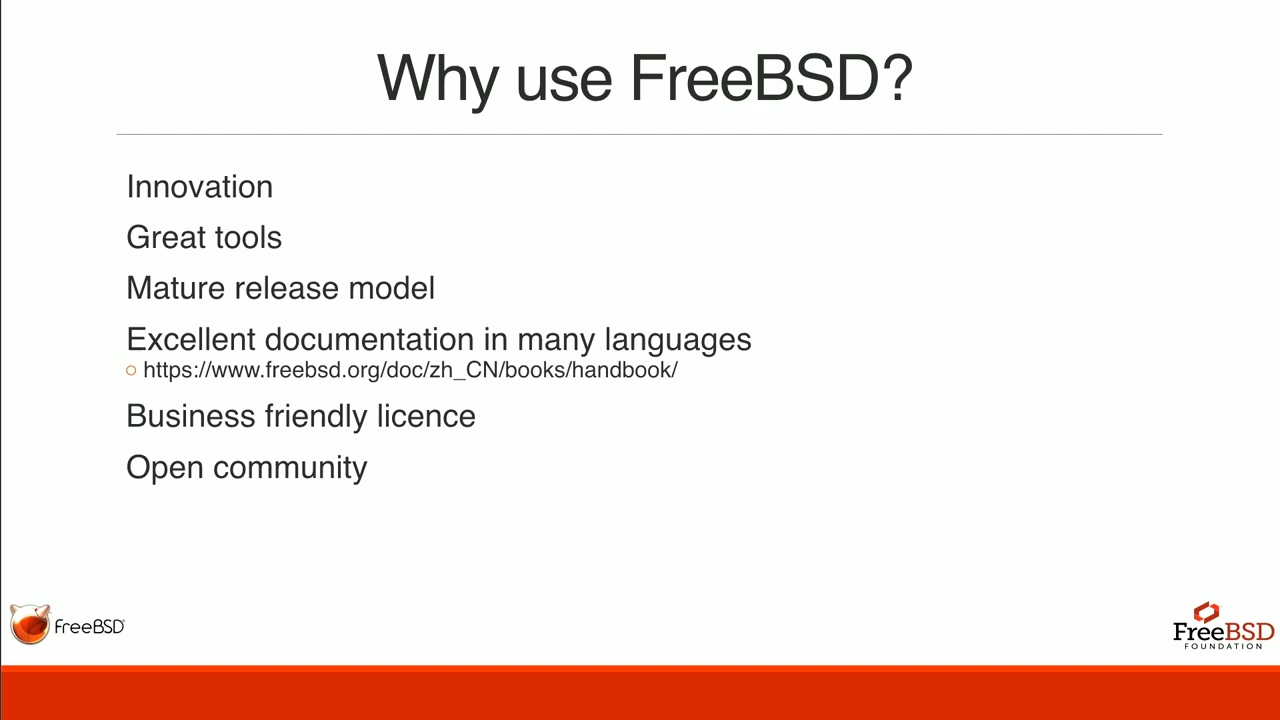 Why use FreeBSD?
Innovation
Great tools
Mature release model
Excellent documentation in many languages
https://www.freebsd.org/doc/zh_CN/books/handbook/
Business friendly licence
Open community
FreeBSD
FreeBSD
FOUNDATION